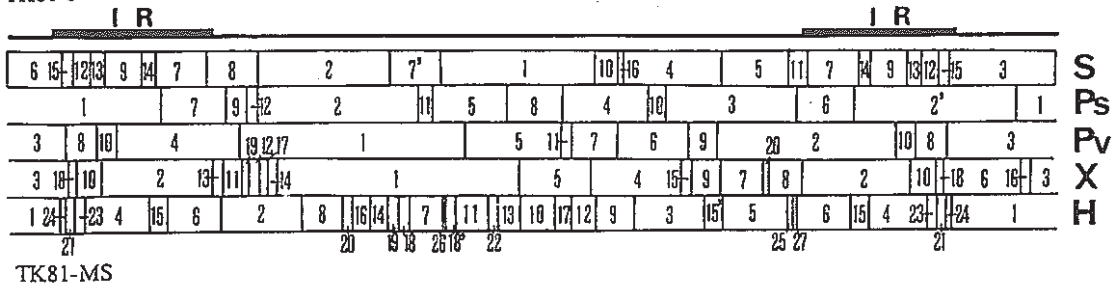 I R I R
6 15 12 13 9 14 7 8 2 7' 1 10 16 4 5 11 7 14 9 13 12 15 3 S
1 7 9 12 2 11 5 8 4 10 3 6 2' 1 Ps
3 8 10 4 19 12 17 1 5 11 7 6 9 20 2 10 8 3 Pv
3 18 10 2 13 11 14 1 5 4 15 9 7 8 2 10 18 6 16 3 X
1 24 23 4 15 6 2 8 16 14 7 11 13 10 17 12 9 3 15' 5 6 15 4 23 24 1 H
21 20 19 18 26 18' 22 25 27 21
TK81-MS